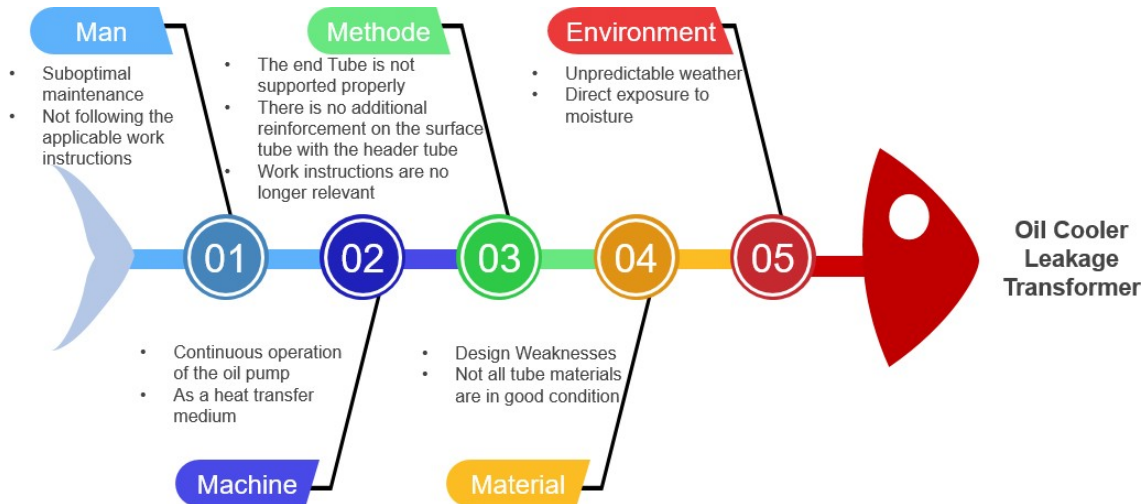 Man
• Suboptimal
maintenance
• Not following the
applicable work
instructions
Methode
• The end Tube is not
supported properly
• There is no additional
reinforcement on the surface
tube with the header tube
• Work instructions are no
longer relevant
Environment
• Unpredictable weather
• Direct exposure to
moisture
01
02
03
04
05
Oil Cooler
Leakage
Transformer
• Continuous operation
of the oil pump
• As a heat transfer
medium
Machine
• Design Weaknesses
• Not all tube materials
are in good condition
Material